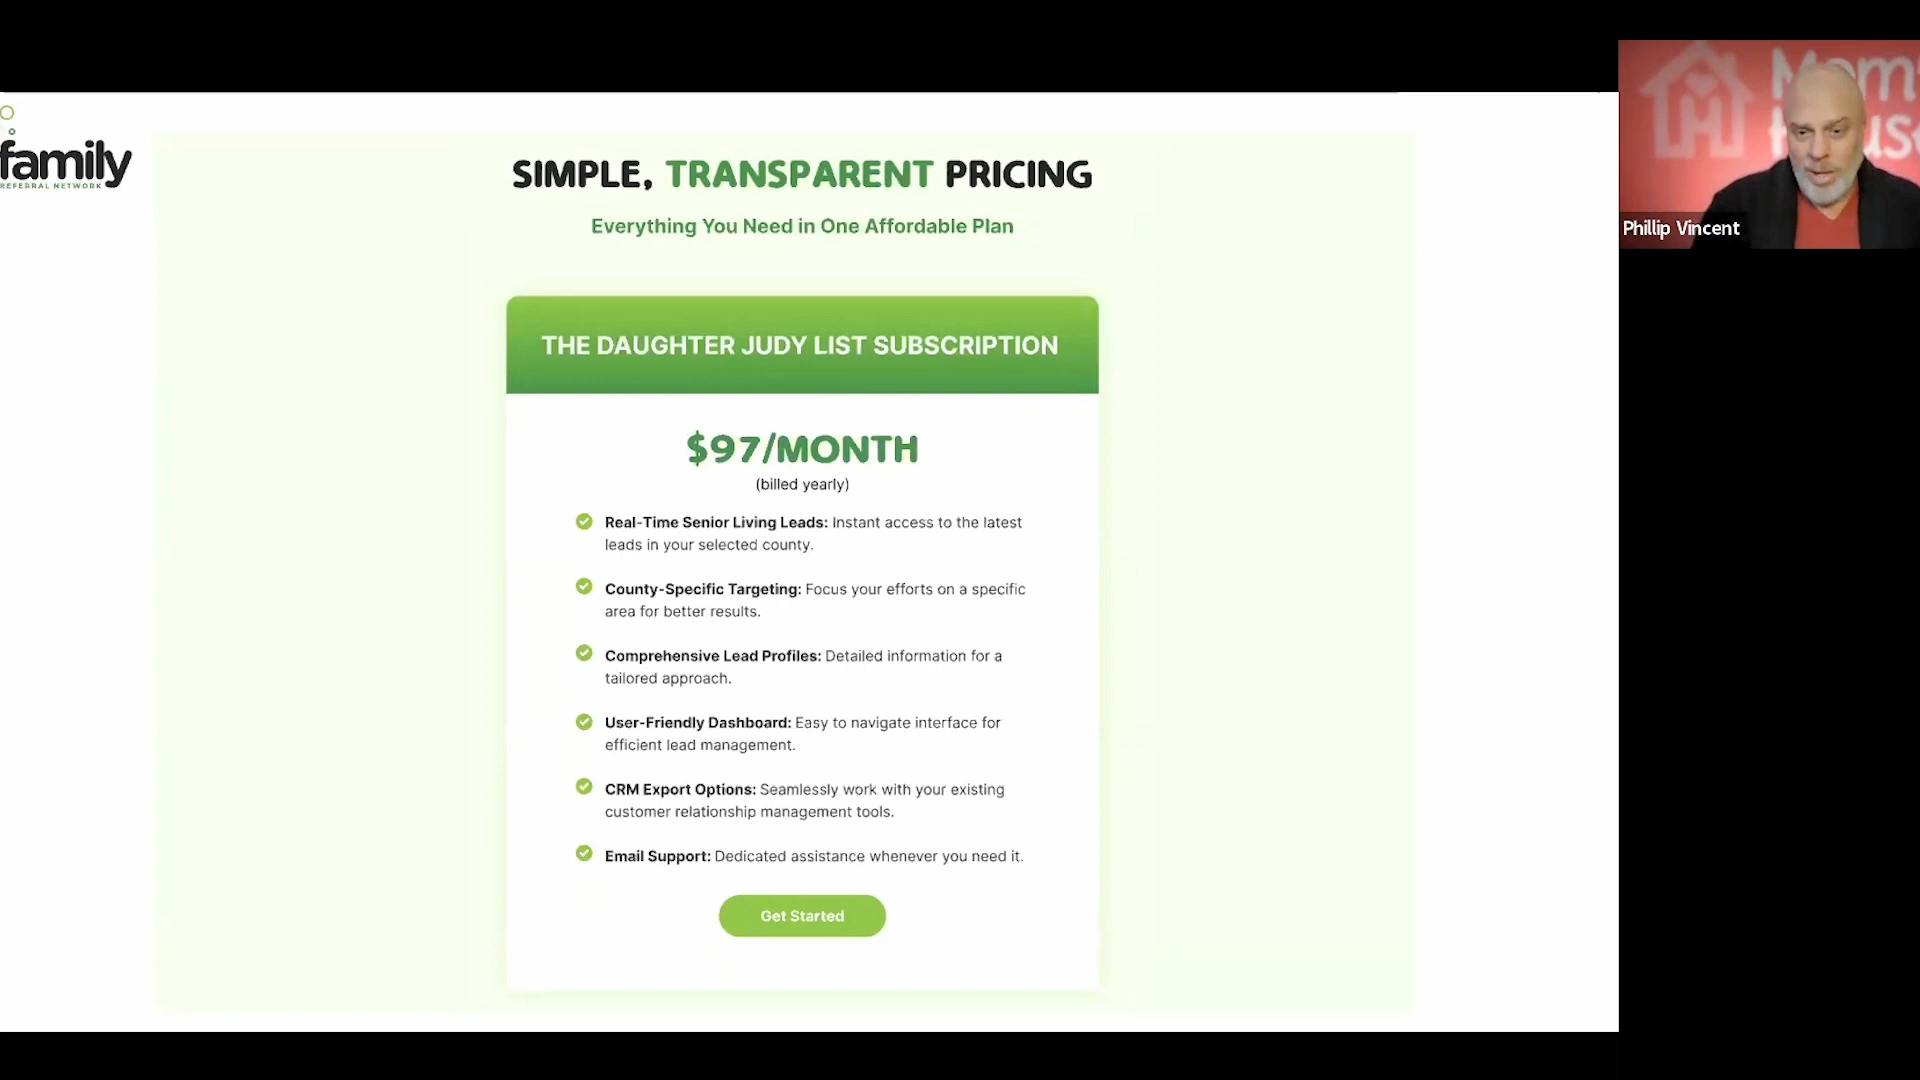 family
REFERRAL NETWORK
SIMPLE, TRANSPARENT PRICING
Everything You Need in One Affordable Plan
THE DAUGHTER JUDY LIST SUBSCRIPTION
$97/MONTH
(billed yearly)
Real-Time Senior Living Leads: Instant access to the latest
leads in your selected county.
County-Specific Targeting: Focus your efforts on a specific
area for better results.
Comprehensive Lead Profiles: Detailed information for a
tailored approach.
User-Friendly Dashboard: Easy to navigate interface for
efficient lead management.
CRM Export Options: Seamlessly work with your existing
customer relationship management tools.
Email Support: Dedicated assistance whenever you need it.
Get Started
Phillip Vincent